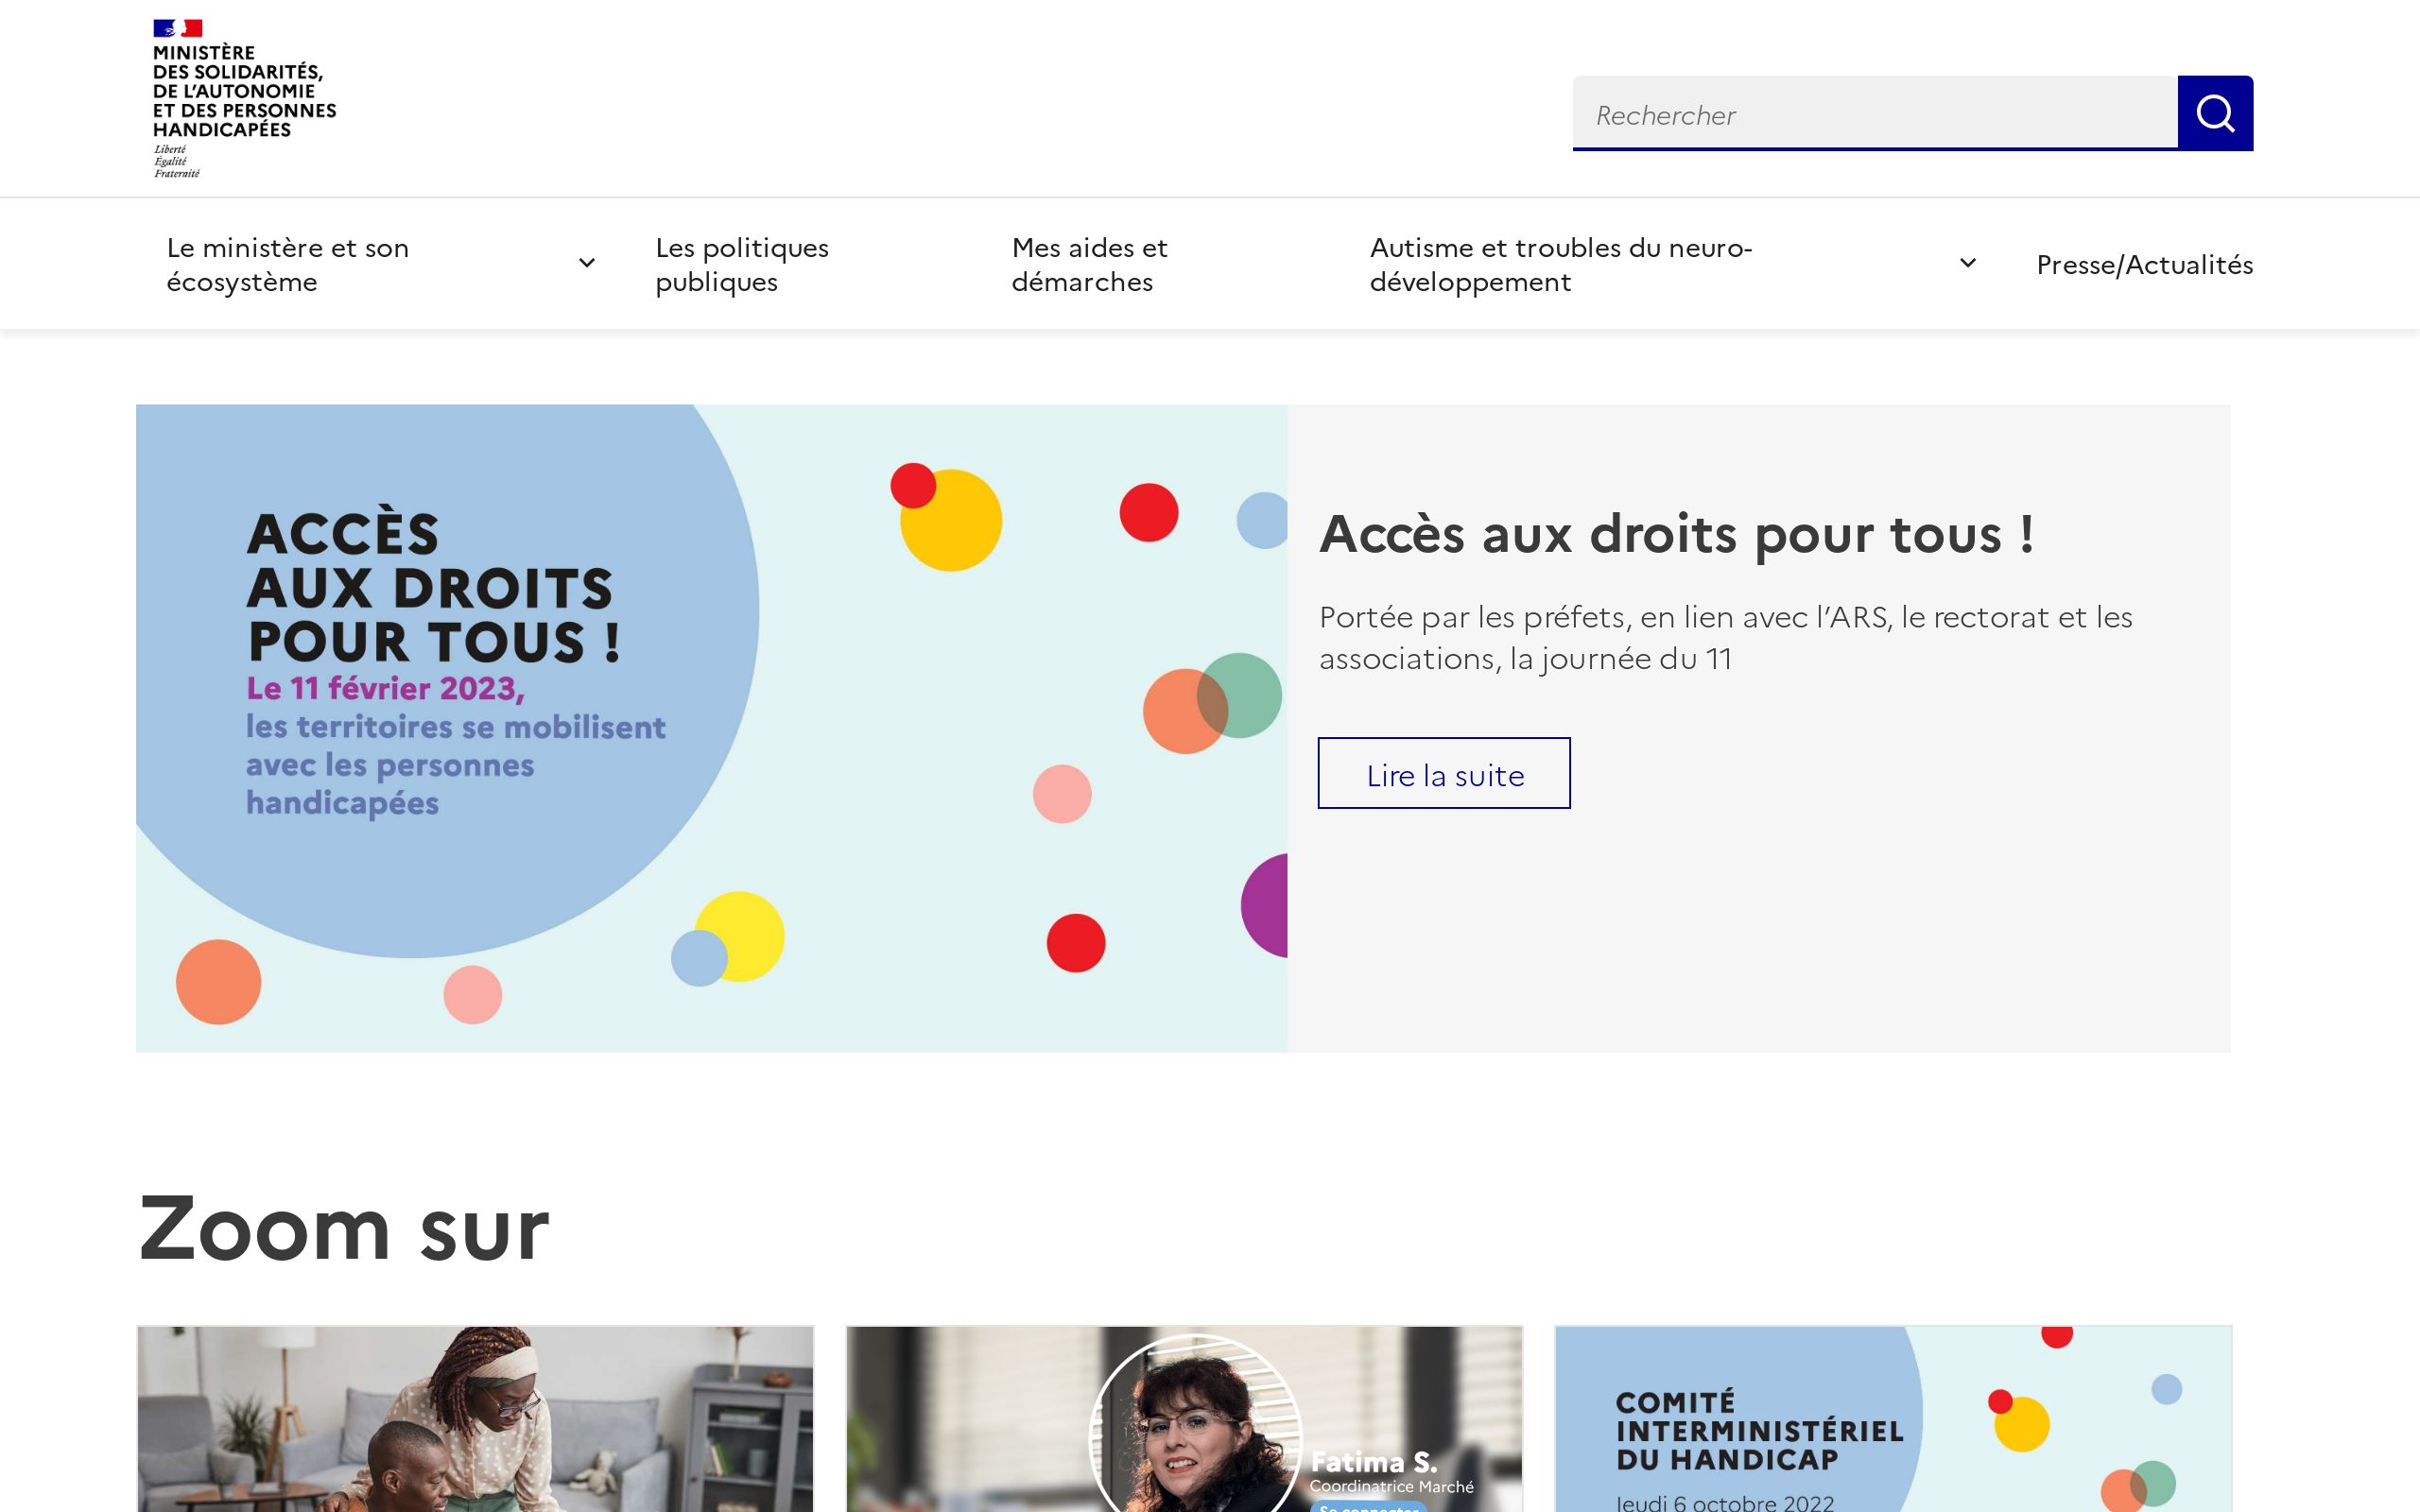 MINISTÈRE
DES SOLIDARITÉS,
DE L'AUTONOMIE
ET DES PERSONNES
HANDICAPÉES
Liberté
Égalité
Fraternité
Rechercher
Le ministère et son
écosystème
Les politiques
publiques
Mes aides et
démarches
Autisme et troubles du neuro-
développement
Presse/Actualités
ACCÈS
AUX DROITS
POUR TOUS !
Le 11 février 2023,
les territoires se mobilisent
avec les personnes
handicapées
Accès aux droits pour tous !
Portée par les préfets, en lien avec l’ARS, le rectorat et les
associations, la journée du 11
Lire la suite
Zoom sur
Fatima S.
Coordinatrice Marché
Se connecter
COMITÉ
INTERMINISTÉRIEL
DU HANDICAP
Jeudi 6 octobre 2022